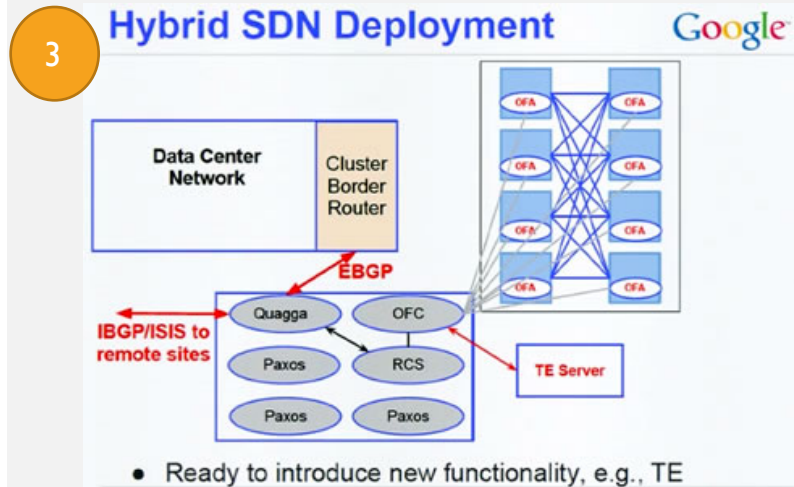 3
Hybrid SDN Deployment
Google
Data Center
Network
Cluster
Border
Router
OFA
OFA
OFA
OFA
OFA
OFA
OFA
OFA
EBGP
IBGP/ISIS to
remote sites
Quagga
OFC
Paxos
RCS
Paxos
Paxos
TE Server
• Ready to introduce new functionality, e.g., TE